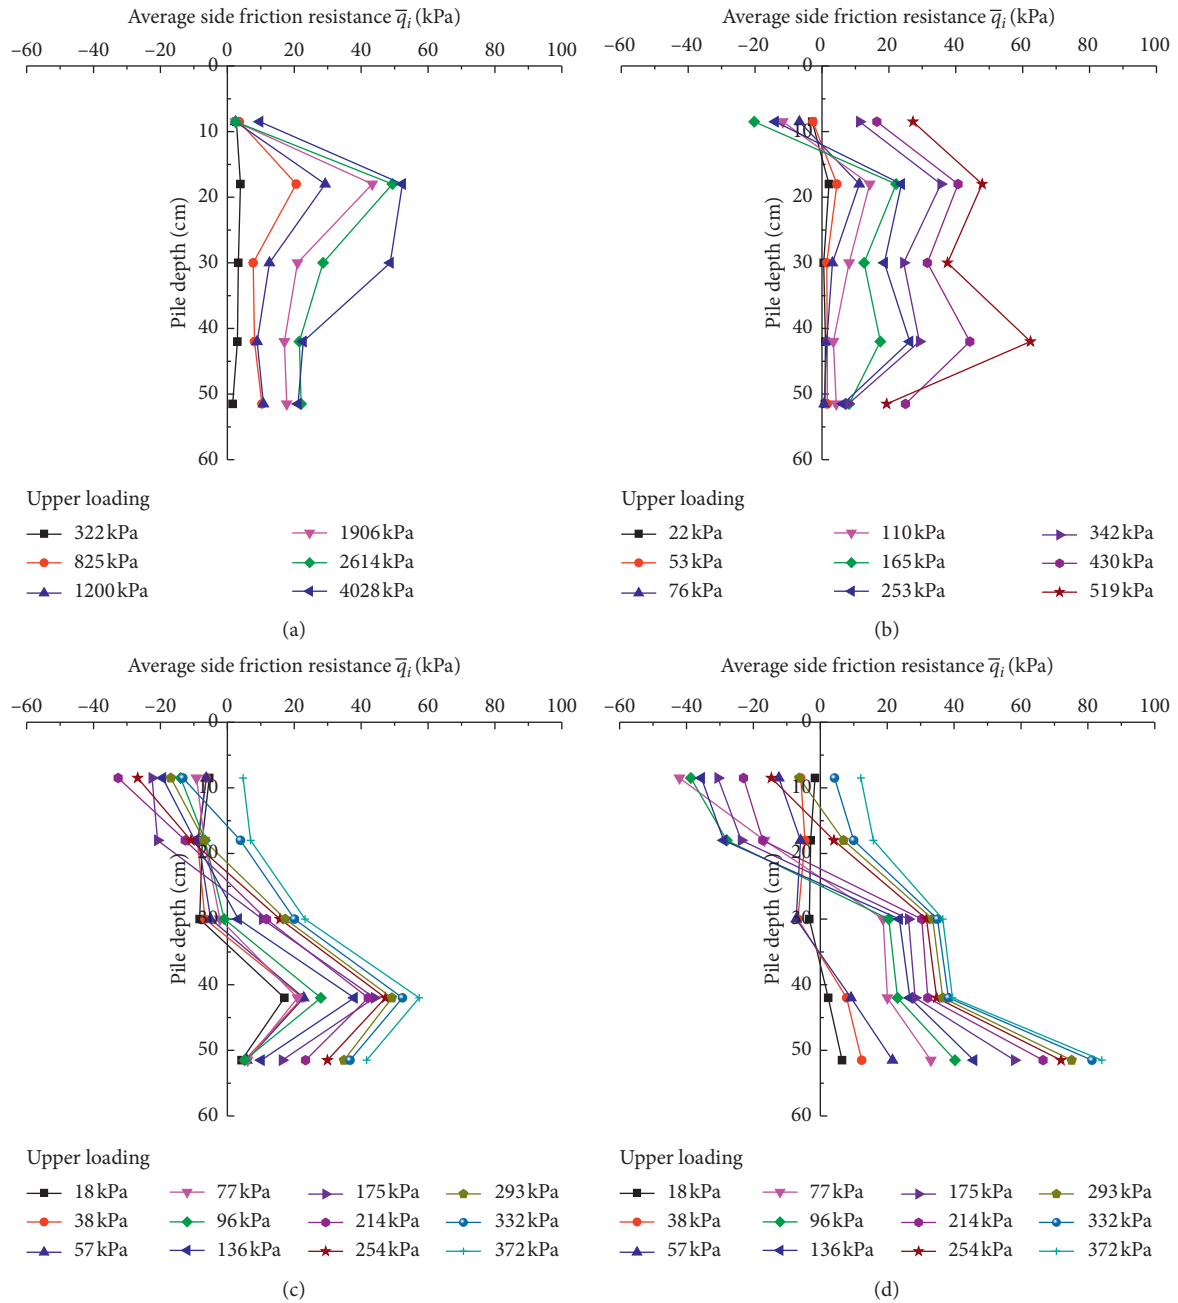 Average side friction resistance q̅i (kPa)
−60 −40 −20 0 20 40 60 80 100
0
10
20
30
40
50
60
Pile depth (cm)
Upper loading
322 kPa 1906 kPa
825 kPa 2614 kPa
1200 kPa 4028 kPa
(a)
Average side friction resistance q̅i (kPa)
−60 −40 −20 0 20 40 60 80 100
0
10
20
30
40
50
60
Pile depth (cm)
Upper loading
22 kPa 110 kPa 342 kPa
53 kPa 165 kPa 430 kPa
76 kPa 253 kPa 519 kPa
(b)
Average side friction resistance q̅i (kPa)
−60 −40 −20 0 20 40 60 80 100
0
10
20
30
40
50
60
Pile depth (cm)
Upper loading
18 kPa 77 kPa 175 kPa 293 kPa
38 kPa 96 kPa 214 kPa 332 kPa
57 kPa 136 kPa 254 kPa 372 kPa
(c)
Average side friction resistance q̅i (kPa)
−60 −40 −20 0 20 40 60 80 100
0
10
20
30
40
50
60
Pile depth (cm)
Upper loading
18 kPa 77 kPa 175 kPa 293 kPa
38 kPa 96 kPa 214 kPa 332 kPa
57 kPa 136 kPa 254 kPa 372 kPa
(d)